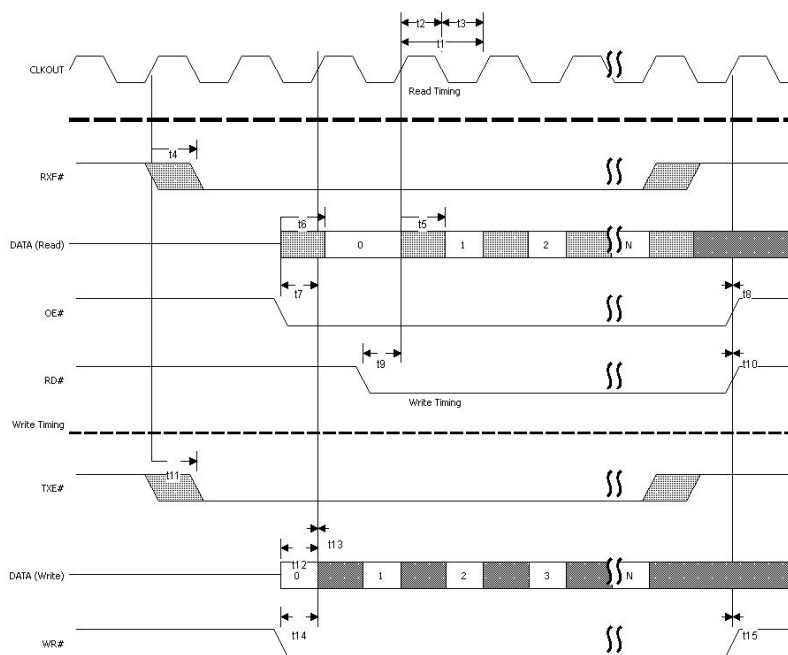 t2 t3
t1
CLKOUT
Read Timing
t4
RXF#
t6 t5
DATA (Read) 0 1 2 N
t7
OE# t8
t9 t10
RD#
Write Timing
Write Timing
t11
TXE#
t13
t12
DATA (Write) 0 1 2 3 N
t14 t15
WR#